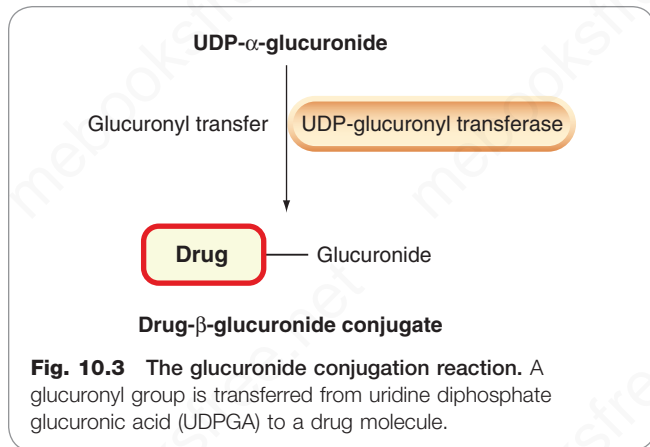 UDP-α-glucuronide
Glucuronyl transfer
UDP-glucuronyl transferase
Drug
Glucuronide
Drug-β-glucuronide conjugate
Fig. 10.3 The glucuronide conjugation reaction. A
glucuronyl group is transferred from uridine diphosphate
glucuronic acid (UDPGA) to a drug molecule.